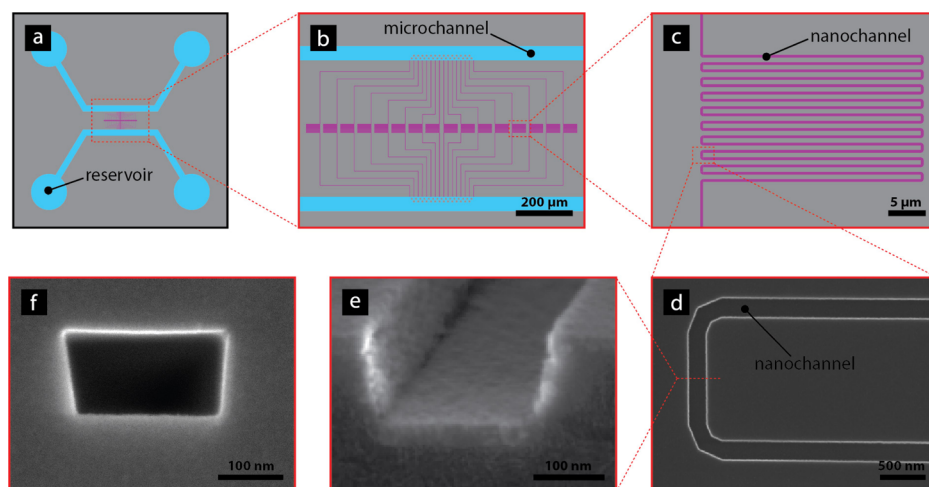 a
reservoir
b
microchannel
200 µm
c
nanochannel
5 µm
f
100 nm
e
100 nm
d
nanochannel
500 nm